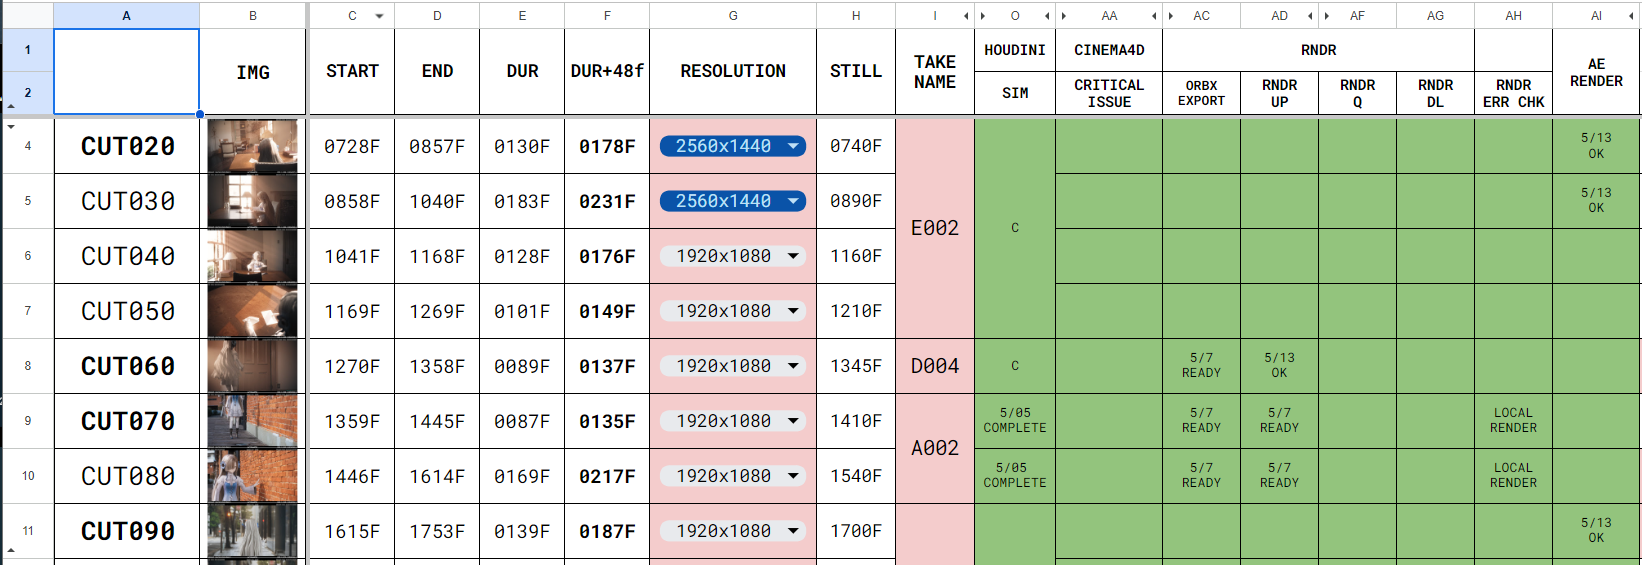 A B C D E F G H I O AA AC AD AF AG AH AI
1 HOUDINI CINEMA4D RNDR
IMG START END DUR DUR+48f RESOLUTION STILL TAKE NAME AE RENDER
2 SIM CRITICAL ISSUE ORBX EXPORT RNDR UP RNDR Q RNDR DL RNDR ERR CHK
4 CUT020 0728F 0857F 0130F 0178F 2560x1440 0740F 5/13 OK
5 CUT030 0858F 1040F 0183F 0231F 2560x1440 0890F 5/13 OK
E002 C
6 CUT040 1041F 1168F 0128F 0176F 1920x1080 1160F
7 CUT050 1169F 1269F 0101F 0149F 1920x1080 1210F
8 CUT060 1270F 1358F 0089F 0137F 1920x1080 1345F D004 C 5/7 READY 5/13 OK
9 CUT070 1359F 1445F 0087F 0135F 1920x1080 1410F 5/05 COMPLETE 5/7 READY 5/7 READY LOCAL RENDER
A002
10 CUT080 1446F 1614F 0169F 0217F 1920x1080 1540F 5/05 COMPLETE 5/7 READY 5/7 READY LOCAL RENDER
11 CUT090 1615F 1753F 0139F 0187F 1920x1080 1700F 5/13 OK